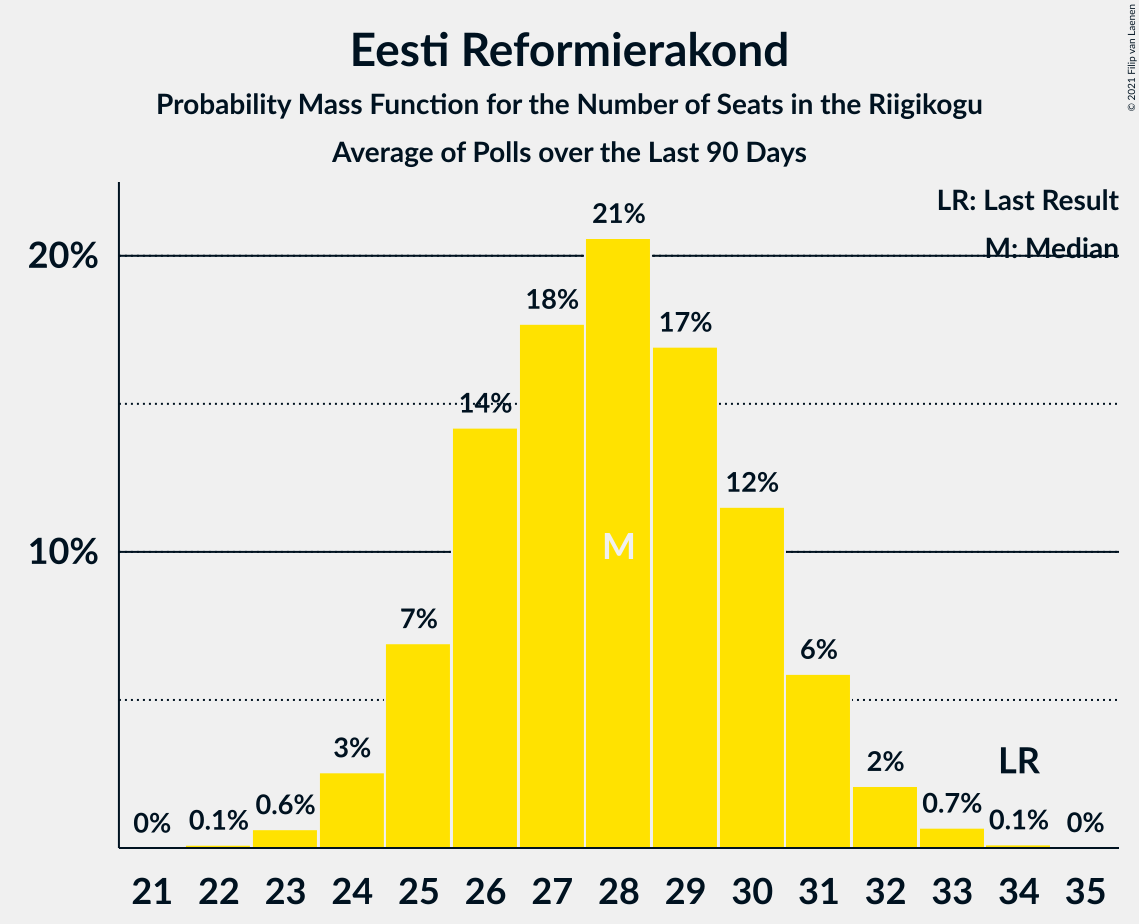 Eesti Reformierakond
Probability Mass Function for the Number of Seats in the Riigikogu
Average of Polls over the Last 90 Days
© 2021 Filip van Laenen
LR: Last Result
M: Median
20%
10%
0%
0.1%
0.6%
3%
7%
14%
18%
21%
17%
12%
6%
2%
0.7%
0.1%
0%
M
LR
21 22 23 24 25 26 27 28 29 30 31 32 33 34 35